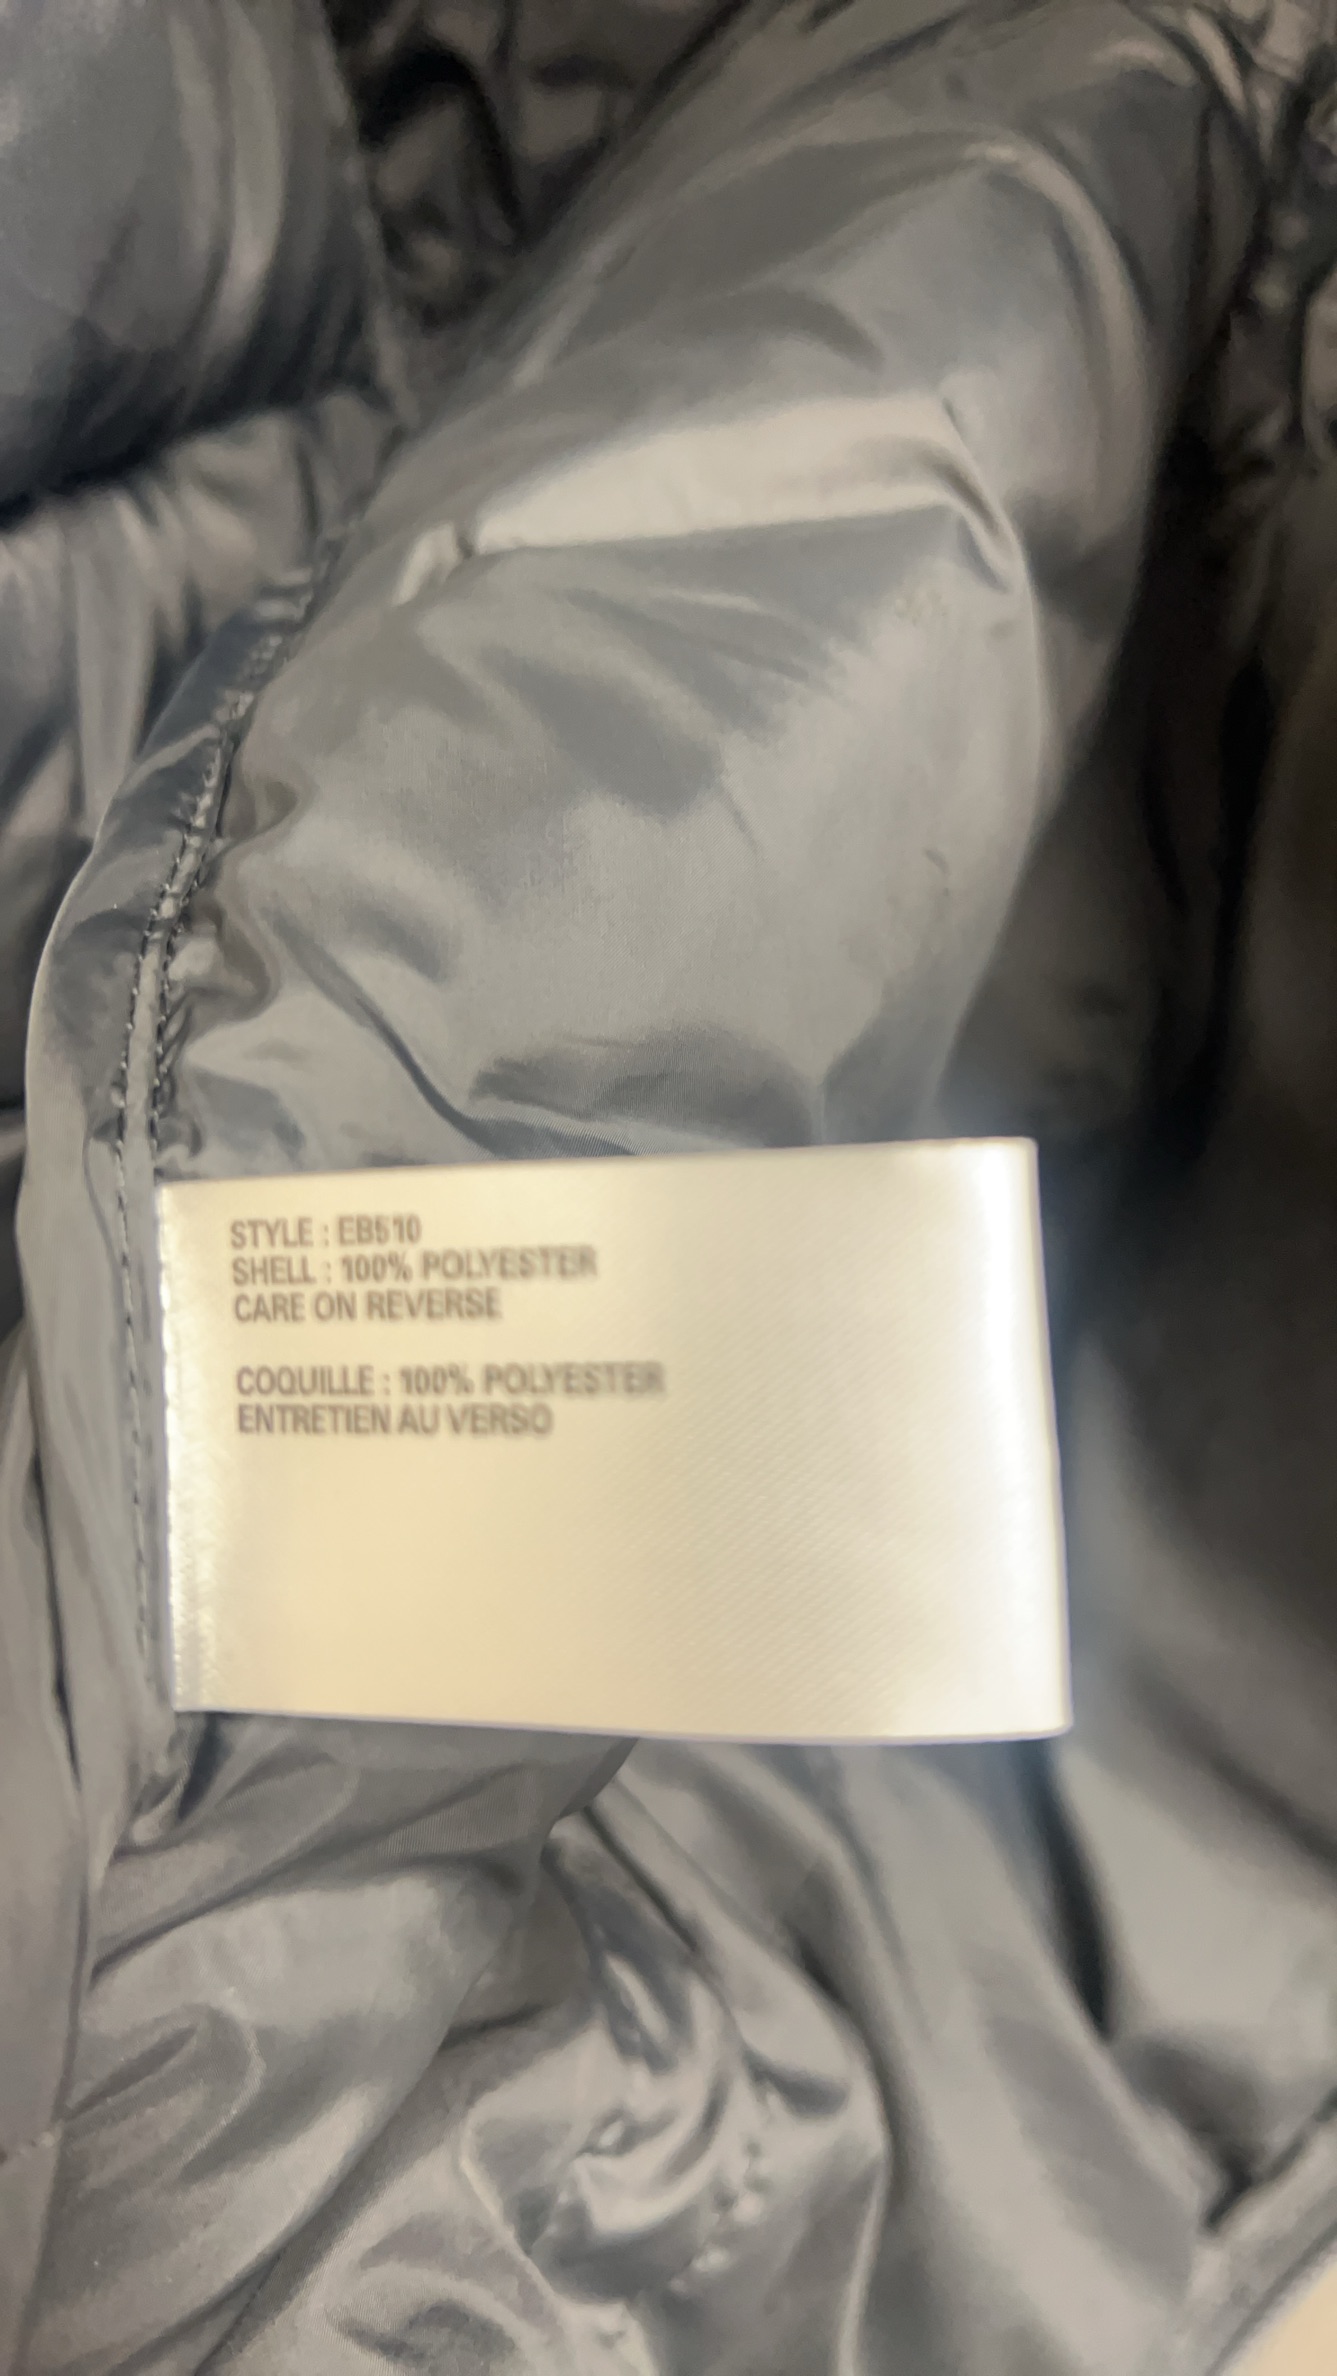 STYLE : EB510
SHELL : 100% POLYESTER
CARE ON REVERSE
COQUILLE : 100% POLYESTER
ENTRETIEN AU VERSO